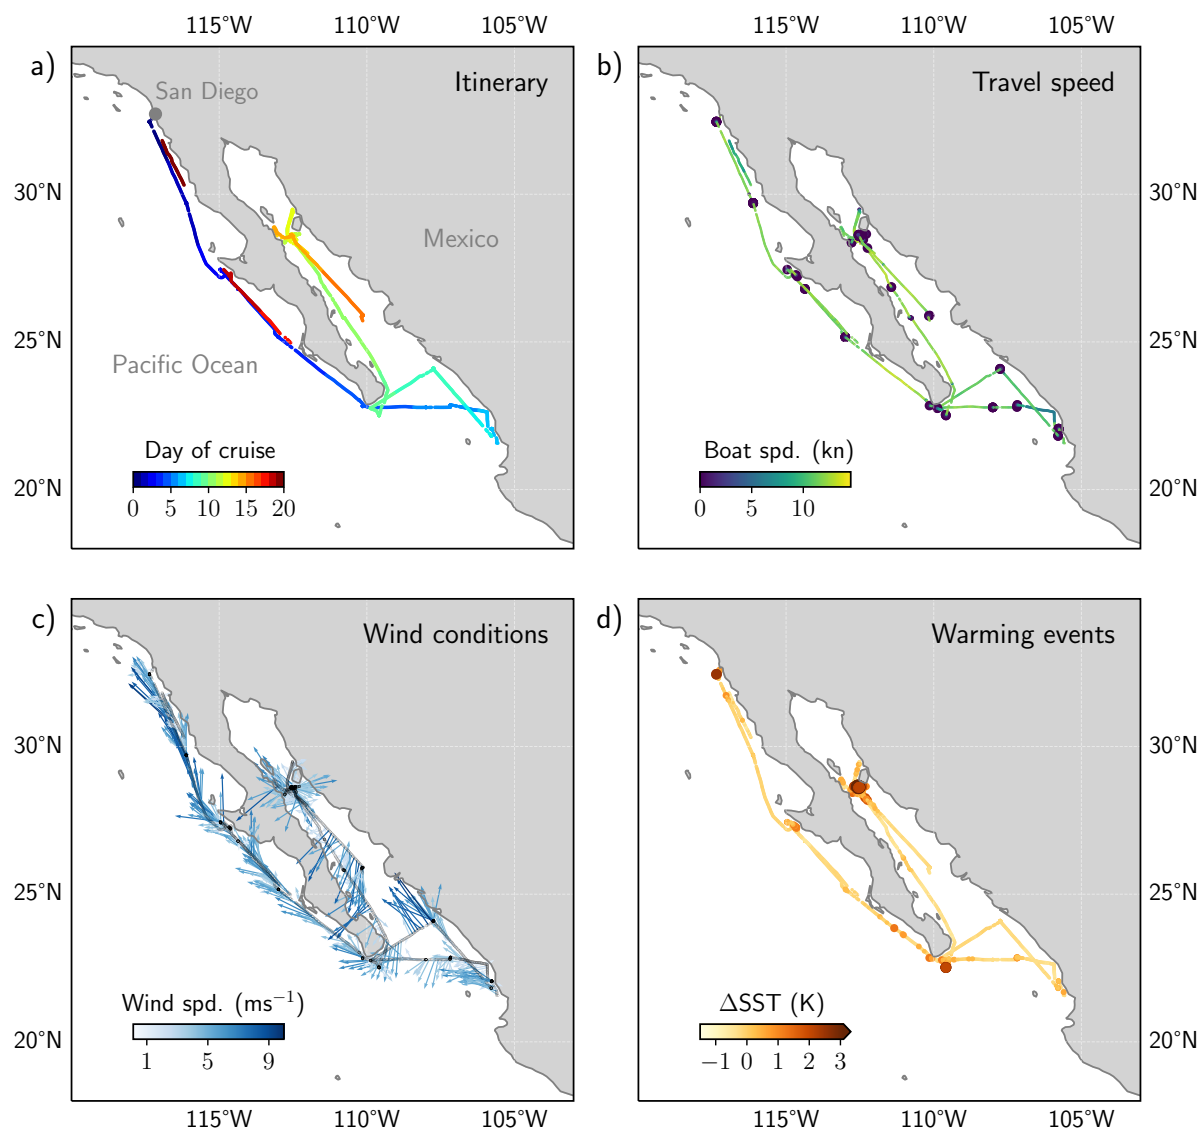 115°W 110°W 105°W 115°W 110°W 105°W
a) Itinerary
San Diego
Mexico
Pacific Ocean
Day of cruise
0 5 10 15 20
30°N
25°N
20°N
b) Travel speed
Boat spd. (kn)
0 5 10
30°N
25°N
20°N
c) Wind conditions
Wind spd. (ms⁻¹)
1 5 9
30°N
25°N
20°N
d) Warming events
ΔSST (K)
−1 0 1 2 3
30°N
25°N
20°N
115°W 110°W 105°W 115°W 110°W 105°W